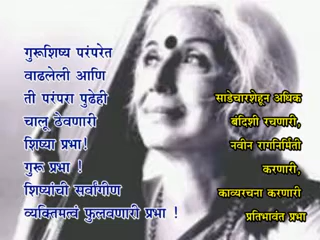 गुरूशिष्य परंपरेत
वाढलेली आणि
ती परंपरा पुढेही
चालू ठेवणारी
शिष्या प्रभा!
गुरू प्रभा !
शिष्यांची सर्वांगीण
व्यक्तिमत्वं फुलवणारी प्रभा !
साडेचारशेहून अधिक
बंदिशी रचणारी,
नवीन रागनिर्मिती
करणारी,
काव्यरचना करणारी
प्रतिभावंत प्रभा